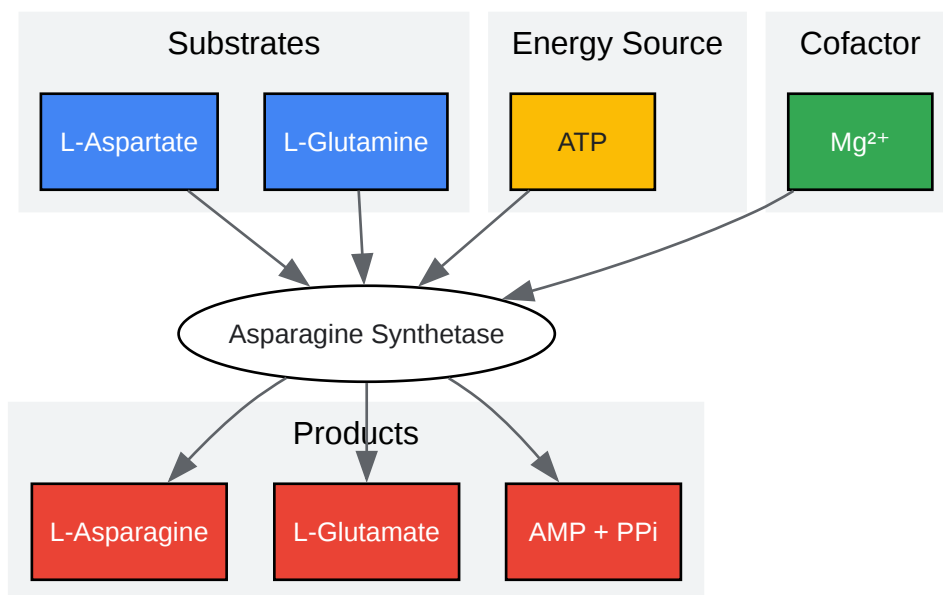 Substrates
Energy Source
Cofactor
L-Aspartate
L-Glutamine
ATP
Mg²⁺
Asparagine Synthetase
Products
L-Asparagine
L-Glutamate
AMP + PPi